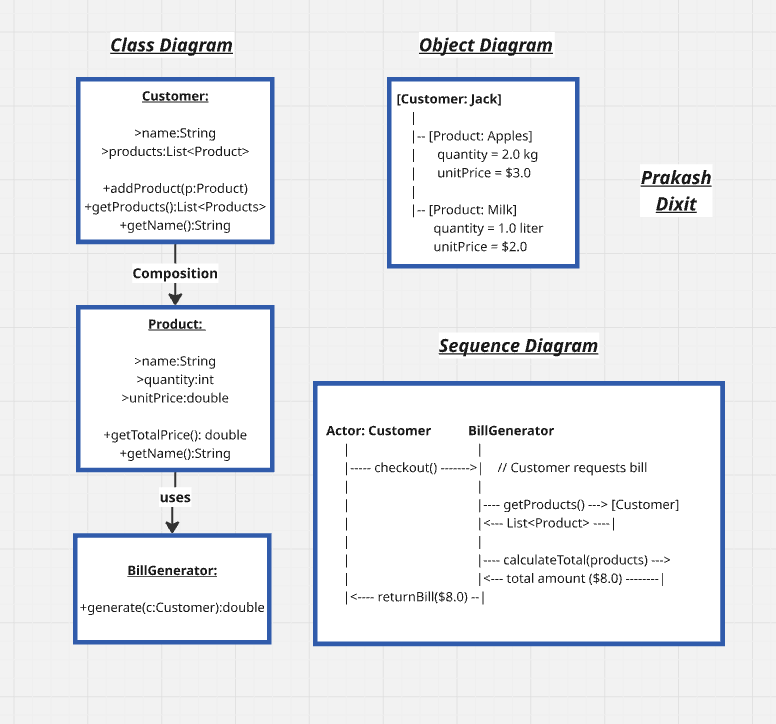 Class Diagram
Customer:
>name:String
>products:List<Product>
+addProduct(p:Product)
+getProducts():List<Products>
+getName():String
Composition
Product:
>name:String
>quantity:int
>unitPrice:double
+getTotalPrice(): double
+getName():String
uses
BillGenerator:
+generate(c:Customer):double
Object Diagram
[Customer: Jack]
|
|-- [Product: Apples]
| quantity = 2.0 kg
| unitPrice = $3.0
|
|-- [Product: Milk]
quantity = 1.0 liter
unitPrice = $2.0
Prakash
Dixit
Sequence Diagram
Actor: Customer BillGenerator
| |
|----- checkout() ------->| // Customer requests bill
| |
| |---- getProducts() ---> [Customer]
| |<--- List<Product> ----|
| |
| |---- calculateTotal(products) --->
| |<--- total amount ($8.0) --------|
|<---- returnBill($8.0) --|